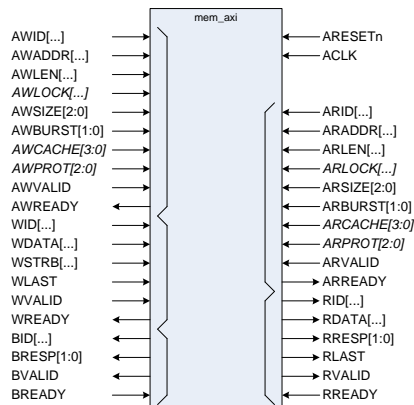 mem_axi
AWID[...]
AWADDR[...]
AWLEN[...]
AWLOCK[...]
AWSIZE[2:0]
AWBURST[1:0]
AWCACHE[3:0]
AWPROT[2:0]
AWVALID
AWREADY
WID[...]
WDATA[...]
WSTRB[...]
WLAST
WVALID
WREADY
BID[...]
BRESP[1:0]
BVALID
BREADY
ARESETn
ACLK
ARID[...]
ARADDR[...]
ARLEN[...]
ARLOCK[...]
ARSIZE[2:0]
ARBURST[1:0]
ARCACHE[3:0]
ARPROT[2:0]
ARVALID
ARREADY
RID[...]
RDATA[...]
RRESP[1:0]
RLAST
RVALID
RREADY